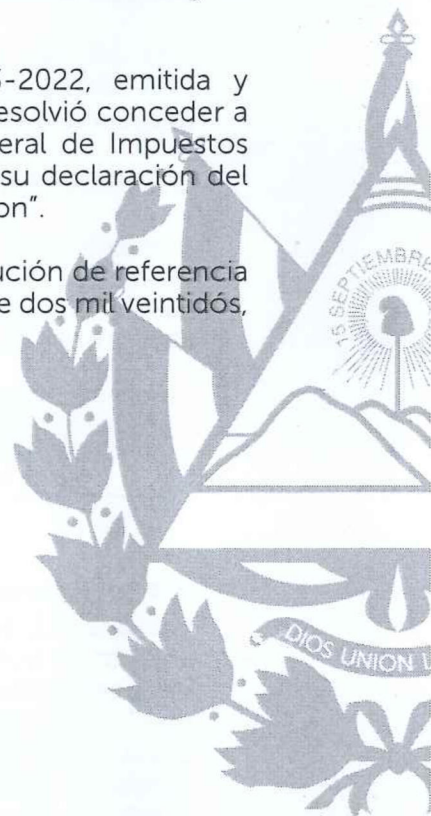 -2022, emitida y
esolvió conceder a
eral de Impuestos
su declaración del
on".
ución de referencia
e dos mil veintidós,
15 SEPTIEMBRE
DIOS UNION L